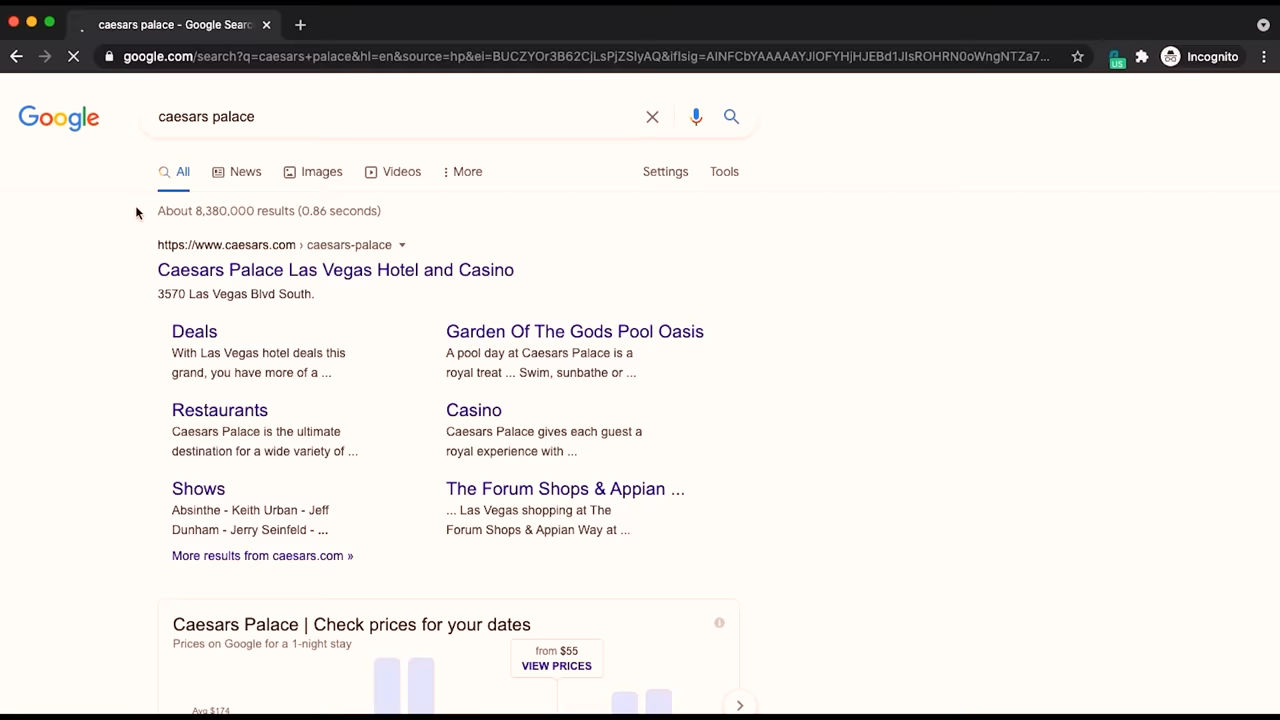 caesars palace - Google Searc
google.com/search?q=caesars+palace&hl=en&source=hp&ei=BUCZYOr3B62CjLsPjZSIyAQ&iflsig=AINFCbYAAAAAYJlOFYHjHJEBd1JIsROHRN0oWngNTZa7...
US
Incognito
Google
caesars palace
All
News
Images
Videos
More
Settings
Tools
About 8,380,000 results (0.86 seconds)
https://www.caesars.com › caesars-palace
Caesars Palace Las Vegas Hotel and Casino
3570 Las Vegas Blvd South.
Deals
With Las Vegas hotel deals this
grand, you have more of a ...
Garden Of The Gods Pool Oasis
A pool day at Caesars Palace is a
royal treat ... Swim, sunbathe or ...
Restaurants
Caesars Palace is the ultimate
destination for a wide variety of ...
Casino
Caesars Palace gives each guest a
royal experience with ...
Shows
Absinthe - Keith Urban - Jeff
Dunham - Jerry Seinfeld - ...
The Forum Shops & Appian ...
... Las Vegas shopping at The
Forum Shops & Appian Way at ...
More results from caesars.com »
Caesars Palace | Check prices for your dates
Prices on Google for a 1-night stay
from $55
VIEW PRICES
Avg $174